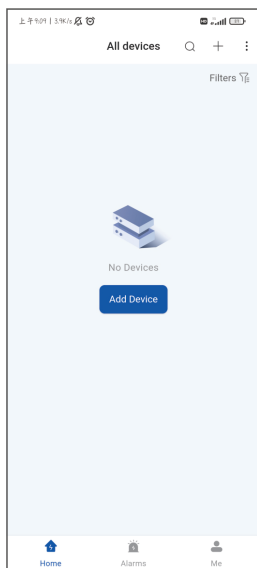 上午9:09 | 3.9K/s
All devices
Filters
No Devices
Add Device
Home
Alarms
Me